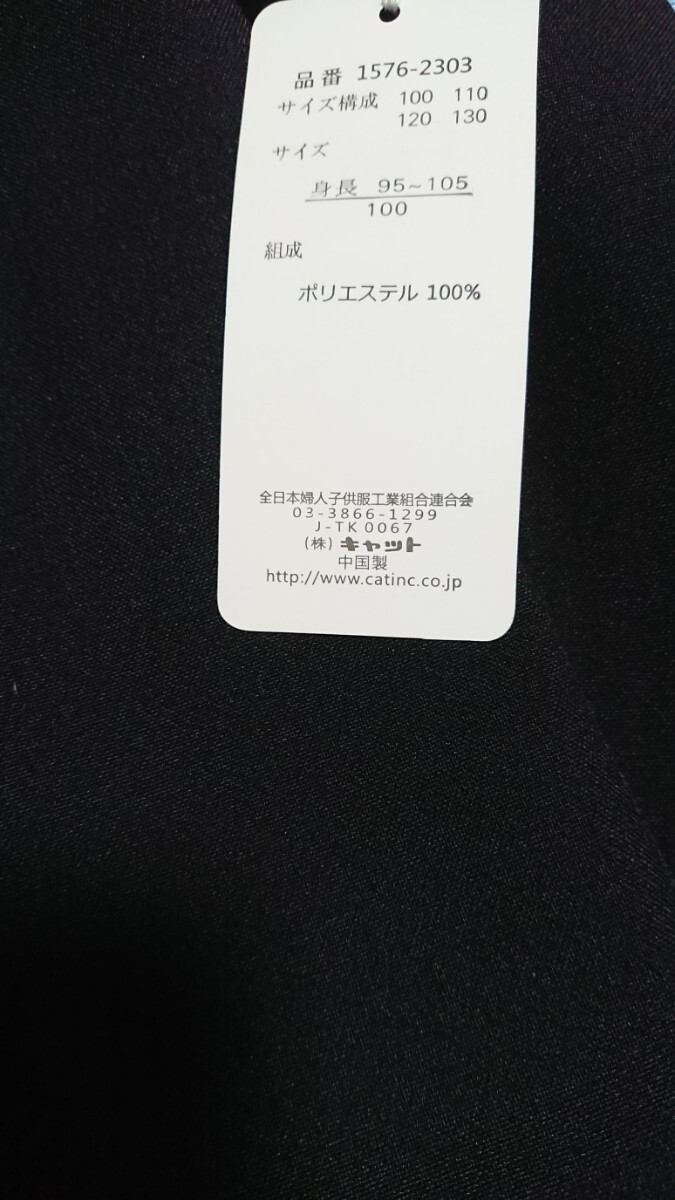 品番 1576-2303
サイズ構成 100 110
120 130
サイズ
身長 95~105
100
組成
ポリエステル 100%
全日本婦人子供服工業組合連合会
03-3866-1299
J-TK0067
(株)キャット
中国製
http://www.catinc.co.jp